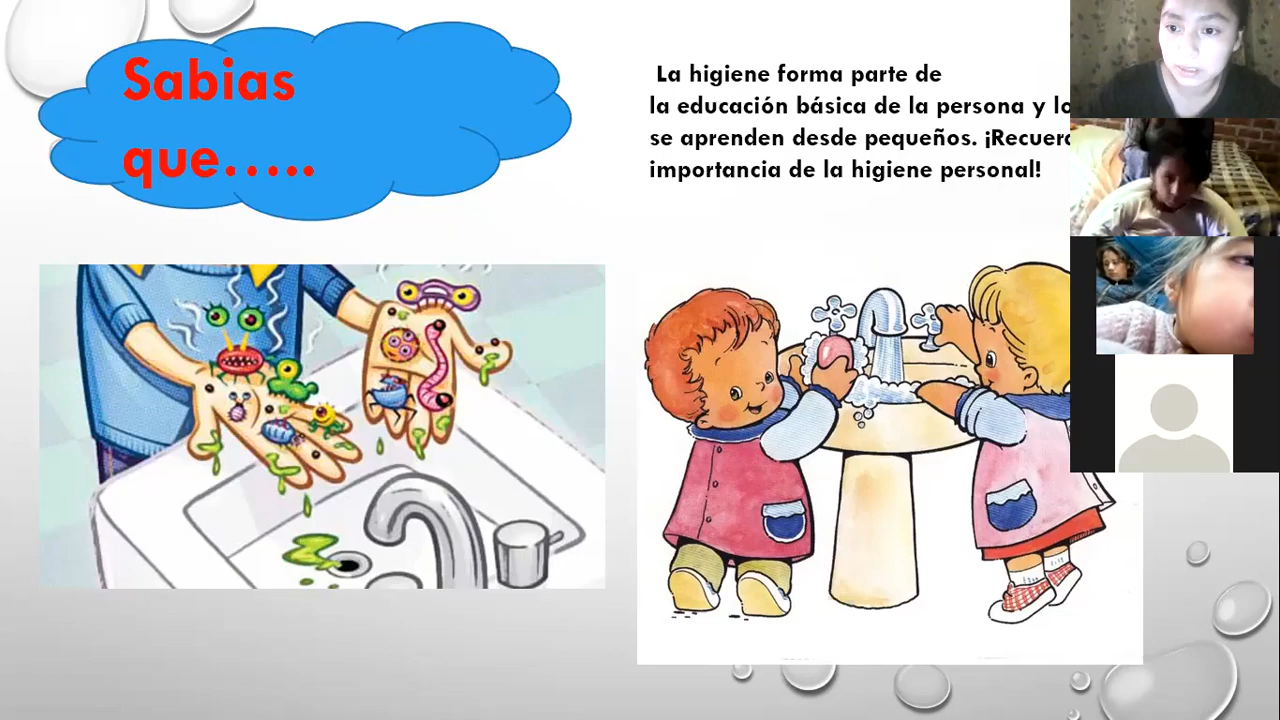 Sabias
que.....
La higiene forma parte de
la educación básica de la persona y lo
se aprenden desde pequeños. ¡Recuerd
importancia de la higiene personal!